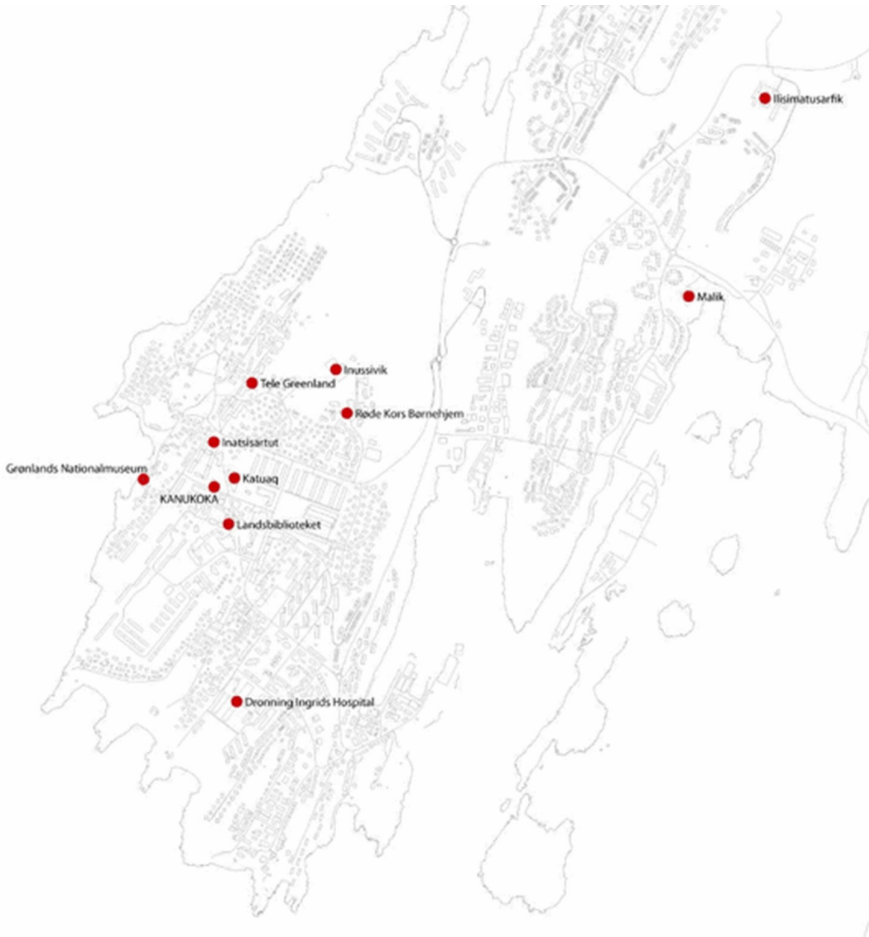 Ilisimatusarfik
Malik
Inussivik
Tele Greenland
Røde Kors Børnehjem
Inatsisartut
Grønlands Nationalmuseum
Katuaq
KANUKOKA
Landsbiblioteket
Dronning Ingrids Hospital